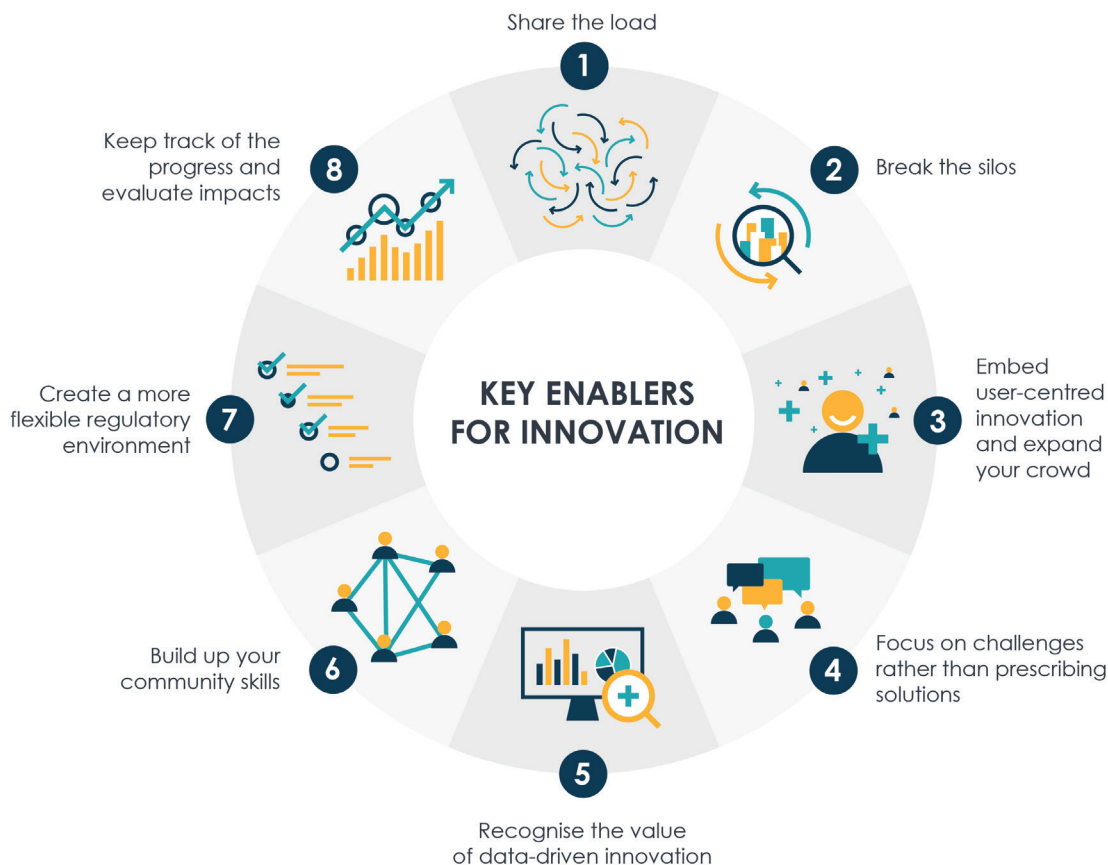 Share the load
1
2
Break the silos
Embed
user-centred
innovation
and expand
your crowd
3
4
Focus on challenges
rather than prescribing
solutions
5
Recognise the value
of data-driven innovation
6
Build up your
community skills
7
Create a more
flexible regulatory
environment
8
Keep track of the
progress and
evaluate impacts
KEY ENABLERS
FOR INNOVATION